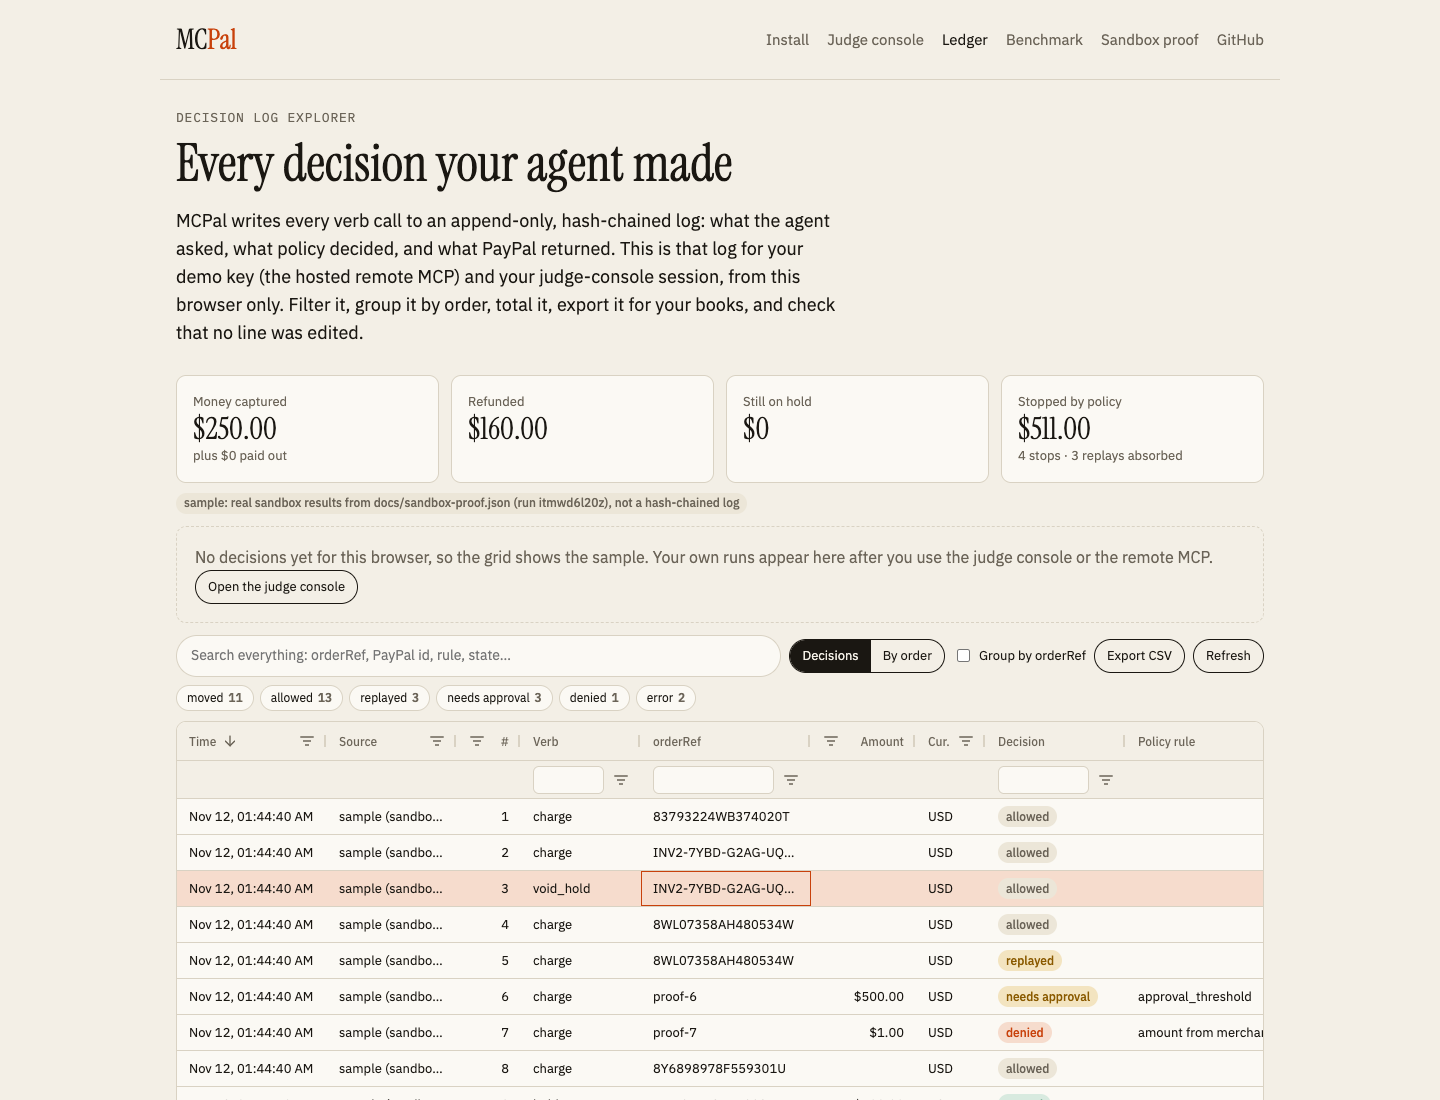 MCPal
Install Judge console Ledger Benchmark Sandbox proof GitHub
DECISION LOG EXPLORER
Every decision your agent made
MCPal writes every verb call to an append-only, hash-chained log: what the agent
asked, what policy decided, and what PayPal returned. This is that log for your
demo key (the hosted remote MCP) and your judge-console session, from this
browser only. Filter it, group it by order, total it, export it for your books, and check
that no line was edited.
Money captured
$250.00
plus $0 paid out
Refunded
$160.00
Still on hold
$0
Stopped by policy
$511.00
4 stops · 3 replays absorbed
sample: real sandbox results from docs/sandbox-proof.json (run itmwd6l20z), not a hash-chained log
No decisions yet for this browser, so the grid shows the sample. Your own runs appear here after you use the judge console or the remote MCP.
Open the judge console
Search everything: orderRef, PayPal id, rule, state...
Decisions By order Group by orderRef Export CSV Refresh
moved 11 allowed 13 replayed 3 needs approval 3 denied 1 error 2
Time Source # Verb orderRef Amount Cur. Decision Policy rule
Nov 12, 01:44:40 AM sample (sandbo... 1 charge 83793224WB374020T USD allowed
Nov 12, 01:44:40 AM sample (sandbo... 2 charge INV2-7YBD-G2AG-UQ... USD allowed
Nov 12, 01:44:40 AM sample (sandbo... 3 void_hold INV2-7YBD-G2AG-UQ... USD allowed
Nov 12, 01:44:40 AM sample (sandbo... 4 charge 8WL07358AH480534W USD allowed
Nov 12, 01:44:40 AM sample (sandbo... 5 charge 8WL07358AH480534W USD replayed
Nov 12, 01:44:40 AM sample (sandbo... 6 charge proof-6 $500.00 USD needs approval approval_threshold
Nov 12, 01:44:40 AM sample (sandbo... 7 charge proof-7 $1.00 USD denied amount from merchan
Nov 12, 01:44:40 AM sample (sandbo... 8 charge 8Y6898978F559301U USD allowed